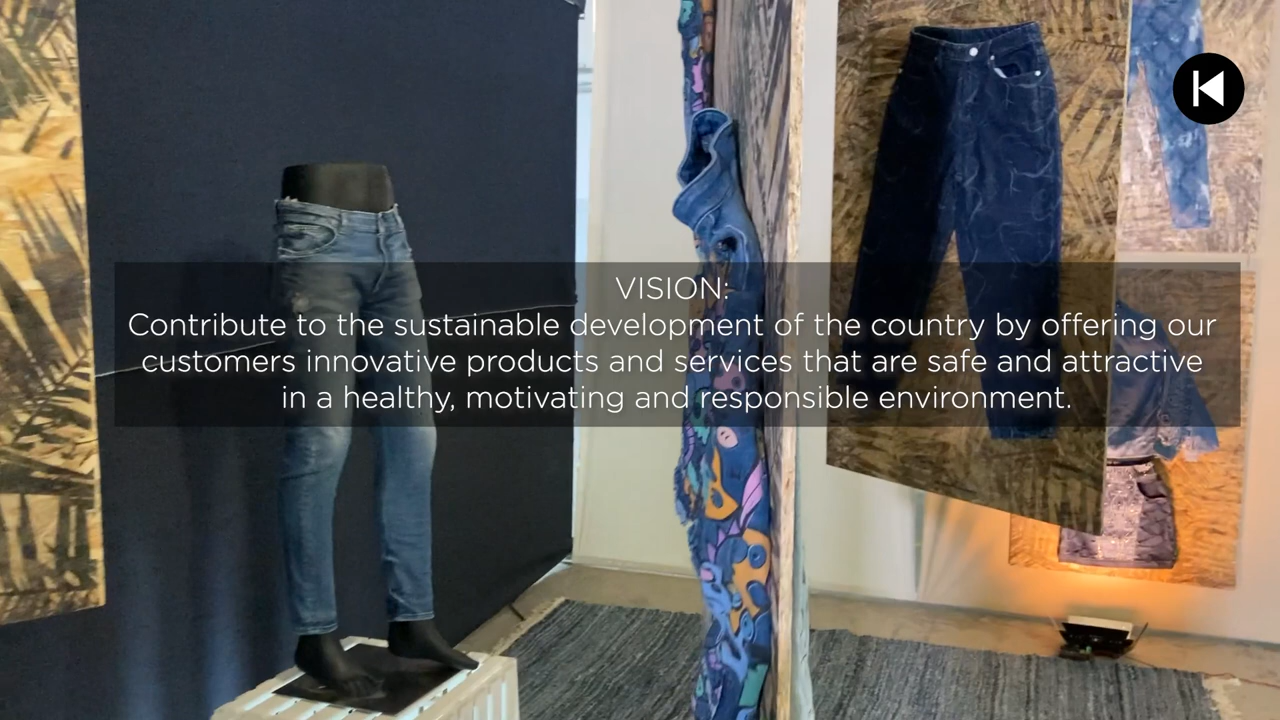 VISION:
Contribute to the sustainable development of the country by offering our
customers innovative products and services that are safe and attractive
in a healthy, motivating and responsible environment.